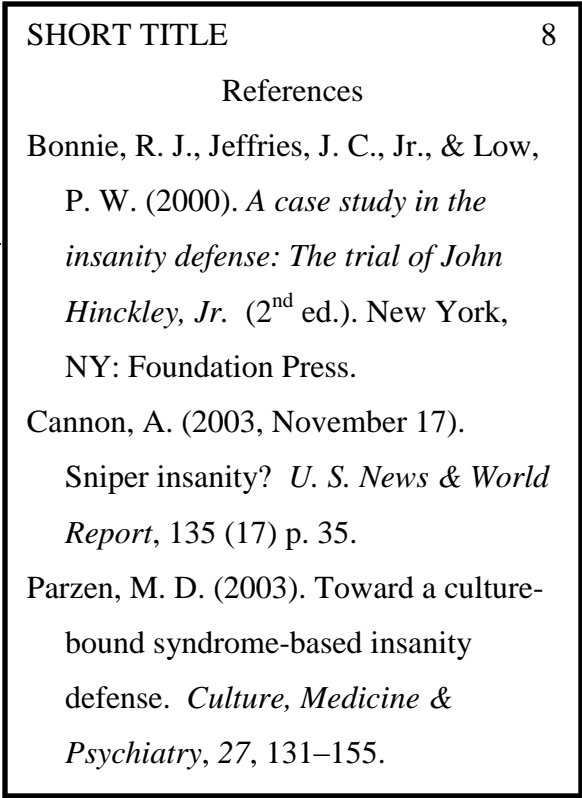 SHORT TITLE 8
References
Bonnie, R. J., Jeffries, J. C., Jr., & Low,
P. W. (2000). A case study in the
insanity defense: The trial of John
Hinckley, Jr. (2nd ed.). New York,
NY: Foundation Press.
Cannon, A. (2003, November 17).
Sniper insanity? U. S. News & World
Report, 135 (17) p. 35.
Parzen, M. D. (2003). Toward a culture-
bound syndrome-based insanity
defense. Culture, Medicine &
Psychiatry, 27, 131–155.